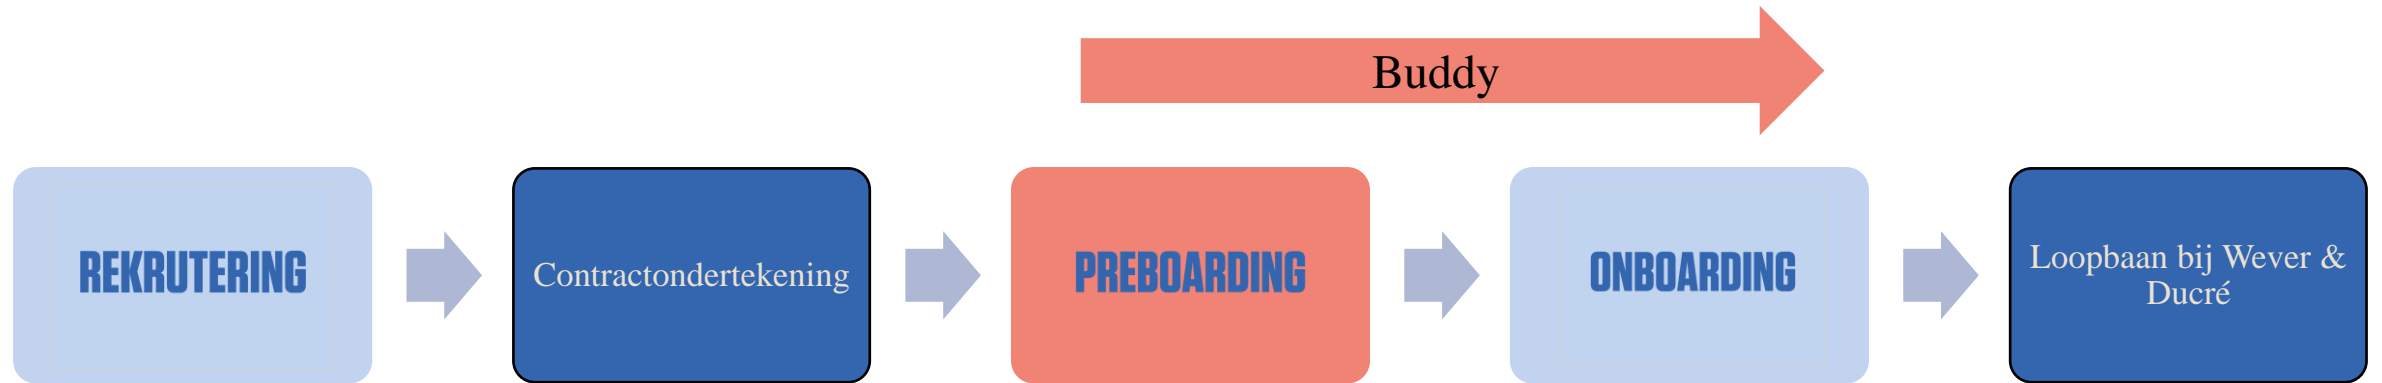 Buddy
REKRUTERING
Contractondertekening
PREBOARDING
ONBOARDING
Loopbaan bij Wever &
Ducré